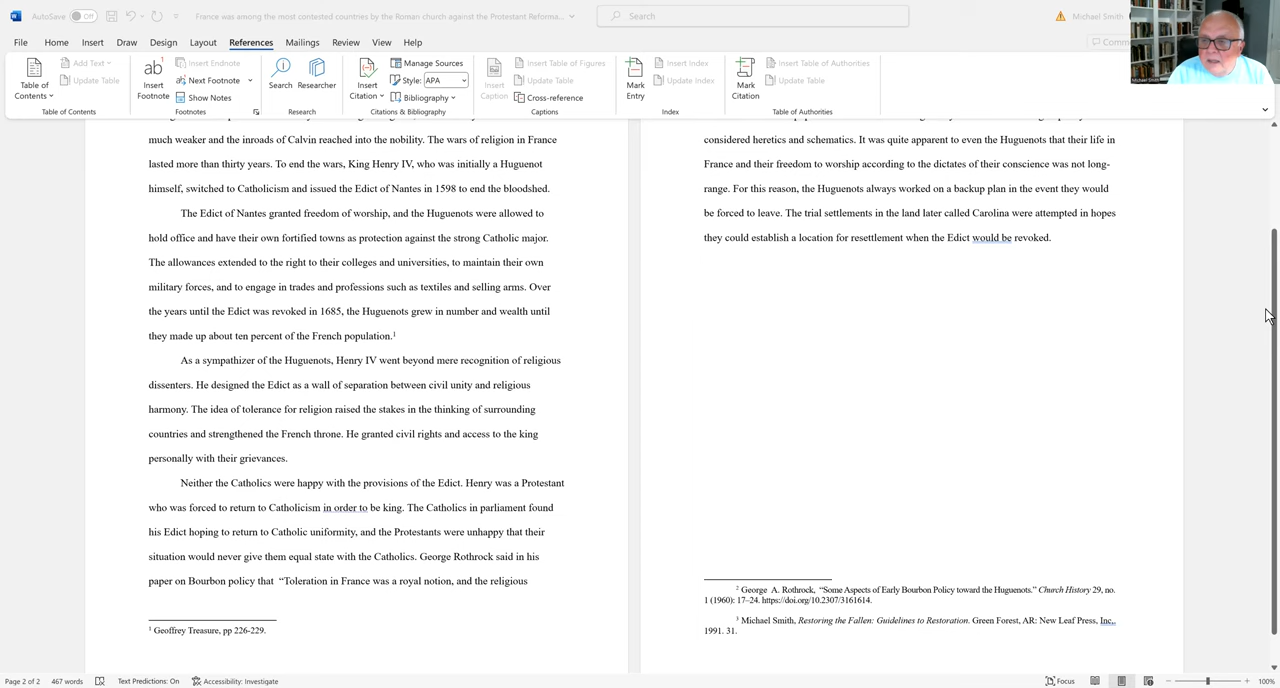 AutoSave Off France was among the most contested countries by the Roman church against the Protestant Reforma... Search Michael Smith
File Home Insert Draw Design Layout References Mailings Review View Help
Table of Contents
Add Text
Update Table
Table of Contents
Insert Footnote
Insert Endnote
Next Footnote
Show Notes
Footnotes
Search
Researcher
Research
Insert Citation
Manage Sources
Style: APA
Bibliography
Citations & Bibliography
Insert Caption
Insert Table of Figures
Update Table
Cross-reference
Captions
Mark Entry
Insert Index
Update Index
Index
Mark Citation
Insert Table of Authorities
Update Table
Table of Authorities
Michael Smith
much weaker and the inroads of Calvin reached into the nobility. The wars of religion in France
lasted more than thirty years. To end the wars, King Henry IV, who was initially a Huguenot
himself, switched to Catholicism and issued the Edict of Nantes in 1598 to end the bloodshed.
The Edict of Nantes granted freedom of worship, and the Huguenots were allowed to
hold office and have their own fortified towns as protection against the strong Catholic major.
The allowances extended to the right to their colleges and universities, to maintain their own
military forces, and to engage in trades and professions such as textiles and selling arms. Over
the years until the Edict was revoked in 1685, the Huguenots grew in number and wealth until
they made up about ten percent of the French population.1
As a sympathizer of the Huguenots, Henry IV went beyond mere recognition of religious
dissenters. He designed the Edict as a wall of separation between civil unity and religious
harmony. The idea of tolerance for religion raised the stakes in the thinking of surrounding
countries and strengthened the French throne. He granted civil rights and access to the king
personally with their grievances.
Neither the Catholics were happy with the provisions of the Edict. Henry was a Protestant
who was forced to return to Catholicism in order to be king. The Catholics in parliament found
his Edict hoping to return to Catholic uniformity, and the Protestants were unhappy that their
situation would never give them equal state with the Catholics. George Rothrock said in his
paper on Bourbon policy that “Toleration in France was a royal notion, and the religious
1 Geoffrey Treasure, pp 226-229.
considered heretics and schematics. It was quite apparent to even the Huguenots that their life in
France and their freedom to worship according to the dictates of their conscience was not long-
range. For this reason, the Huguenots always worked on a backup plan in the event they would
be forced to leave. The trial settlements in the land later called Carolina were attempted in hopes
they could establish a location for resettlement when the Edict would be revoked.
2 George A. Rothrock, “Some Aspects of Early Bourbon Policy toward the Huguenots.” Church History 29, no.
1 (1960): 17–24. https://doi.org/10.2307/3161614.
3 Michael Smith, Restoring the Fallen: Guidelines to Restoration. Green Forest, AR: New Leaf Press, Inc,.
1991. 31.
Page 2 of 2 467 words Text Predictions: On Accessibility: Investigate Focus 100%